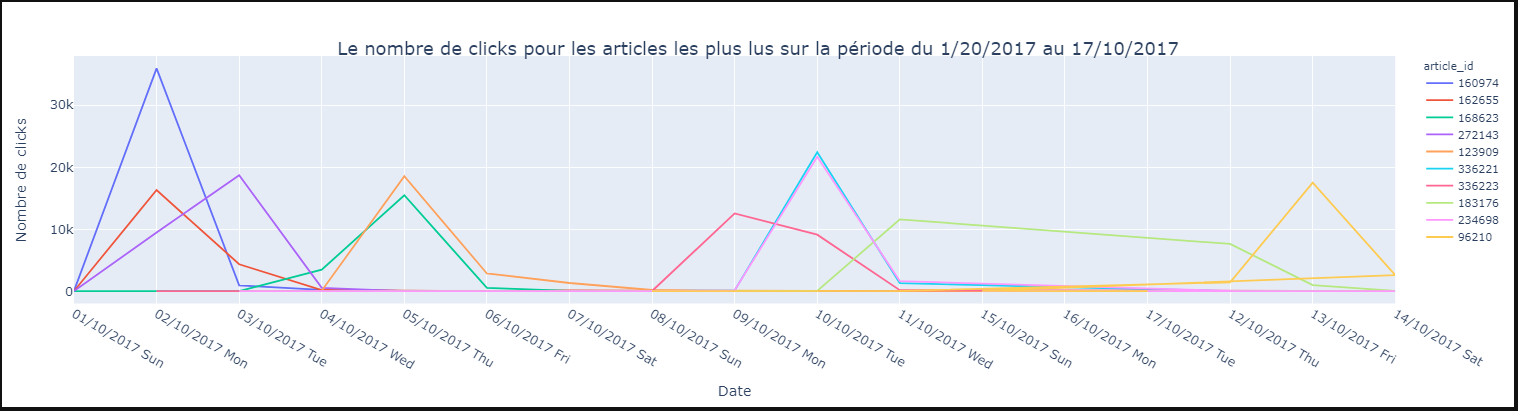 Le nombre de clicks pour les articles les plus lus sur la période du 1/20/2017 au 17/10/2017
article_id
160974
162655
168623
272143
123909
336221
336223
183176
234698
96210
Nombre de clicks
30k
20k
10k
0
01/10/2017 Sun
02/10/2017 Mon
03/10/2017 Tue
04/10/2017 Wed
05/10/2017 Thu
06/10/2017 Fri
07/10/2017 Sat
08/10/2017 Sun
09/10/2017 Mon
10/10/2017 Tue
11/10/2017 Wed
15/10/2017 Sun
16/10/2017 Mon
17/10/2017 Tue
12/10/2017 Thu
13/10/2017 Fri
14/10/2017 Sat
Date